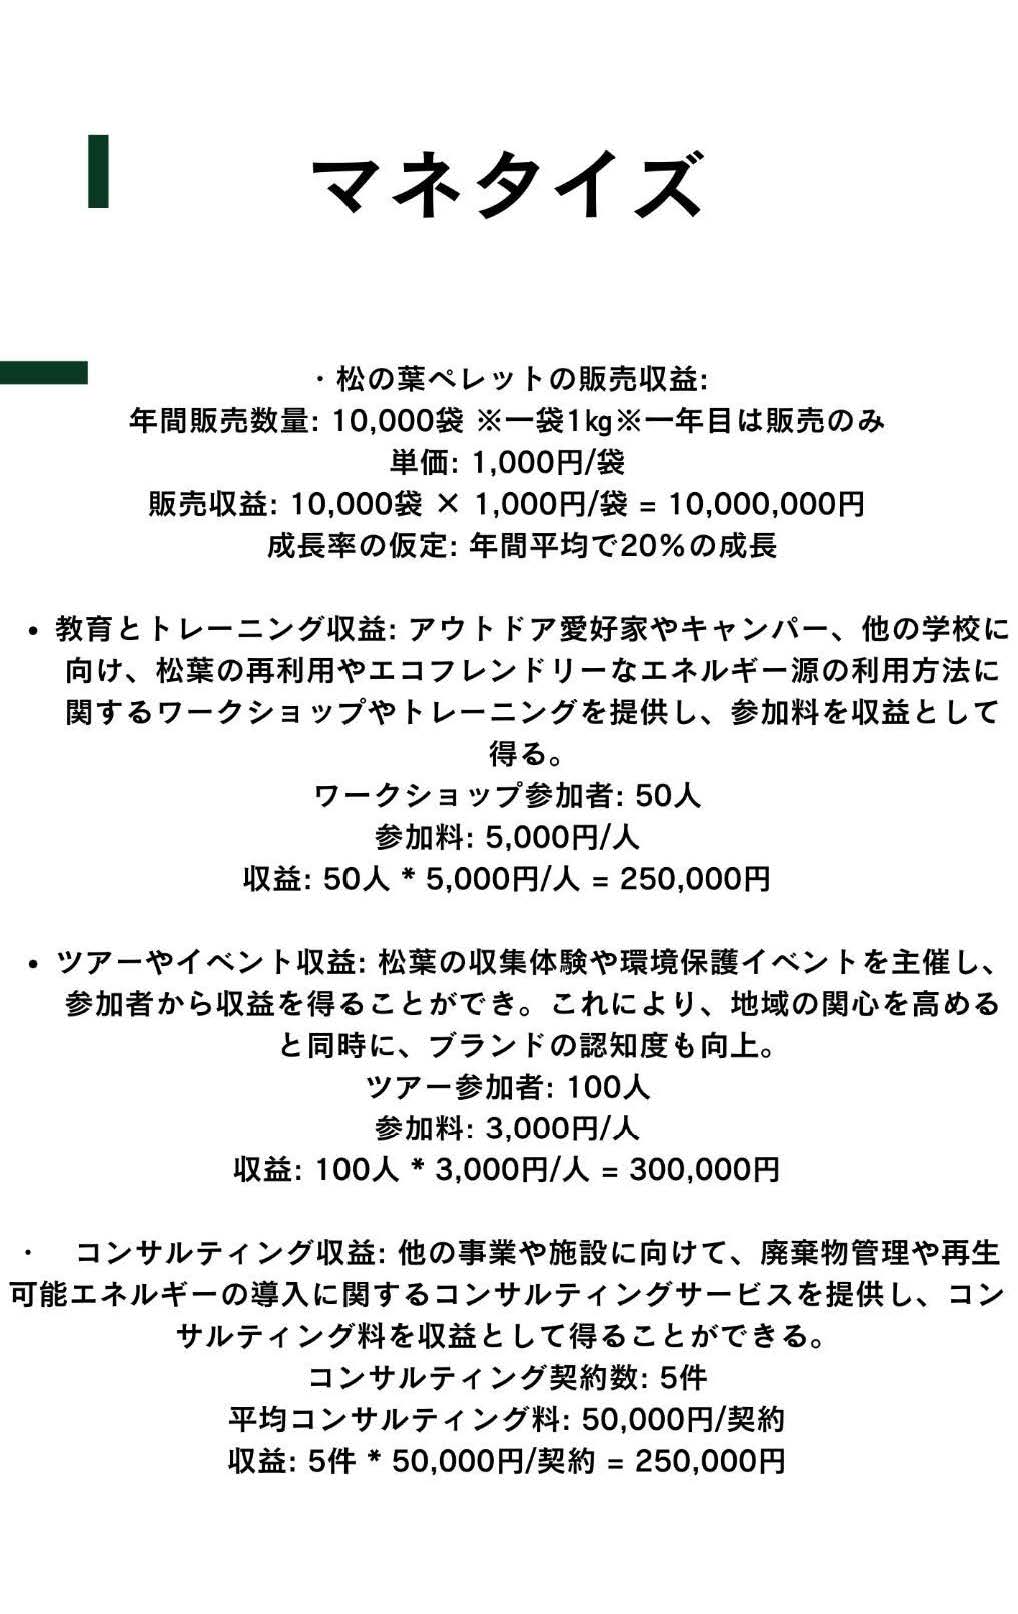 マネタイズ
・松の葉ペレットの販売収益:
年間販売数量: 10,000袋 ※一袋1㎏※一年目は販売のみ
単価: 1,000円/袋
販売収益: 10,000袋 × 1,000円/袋 = 10,000,000円
成長率の仮定: 年間平均で20%の成長
• 教育とトレーニング収益: アウトドア愛好家やキャンパー、他の学校に
向け、松葉の再利用やエコフレンドリーなエネルギー源の利用方法に
関するワークショップやトレーニングを提供し、参加料を収益として
得る。
ワークショップ参加者: 50人
参加料: 5,000円/人
収益: 50人 * 5,000円/人 = 250,000円
• ツアーやイベント収益: 松葉の収集体験や環境保護イベントを主催し、
参加者から収益を得ることができ。これにより、地域の関心を高める
と同時に、ブランドの認知度も向上。
ツアー参加者: 100人
参加料: 3,000円/人
収益: 100人 * 3,000円/人 = 300,000円
・ コンサルティング収益: 他の事業や施設に向けて、廃棄物管理や再生
可能エネルギーの導入に関するコンサルティングサービスを提供し、コン
サルティング料を収益として得ることができる。
コンサルティング契約数: 5件
平均コンサルティング料: 50,000円/契約
収益: 5件 * 50,000円/契約 = 250,000円